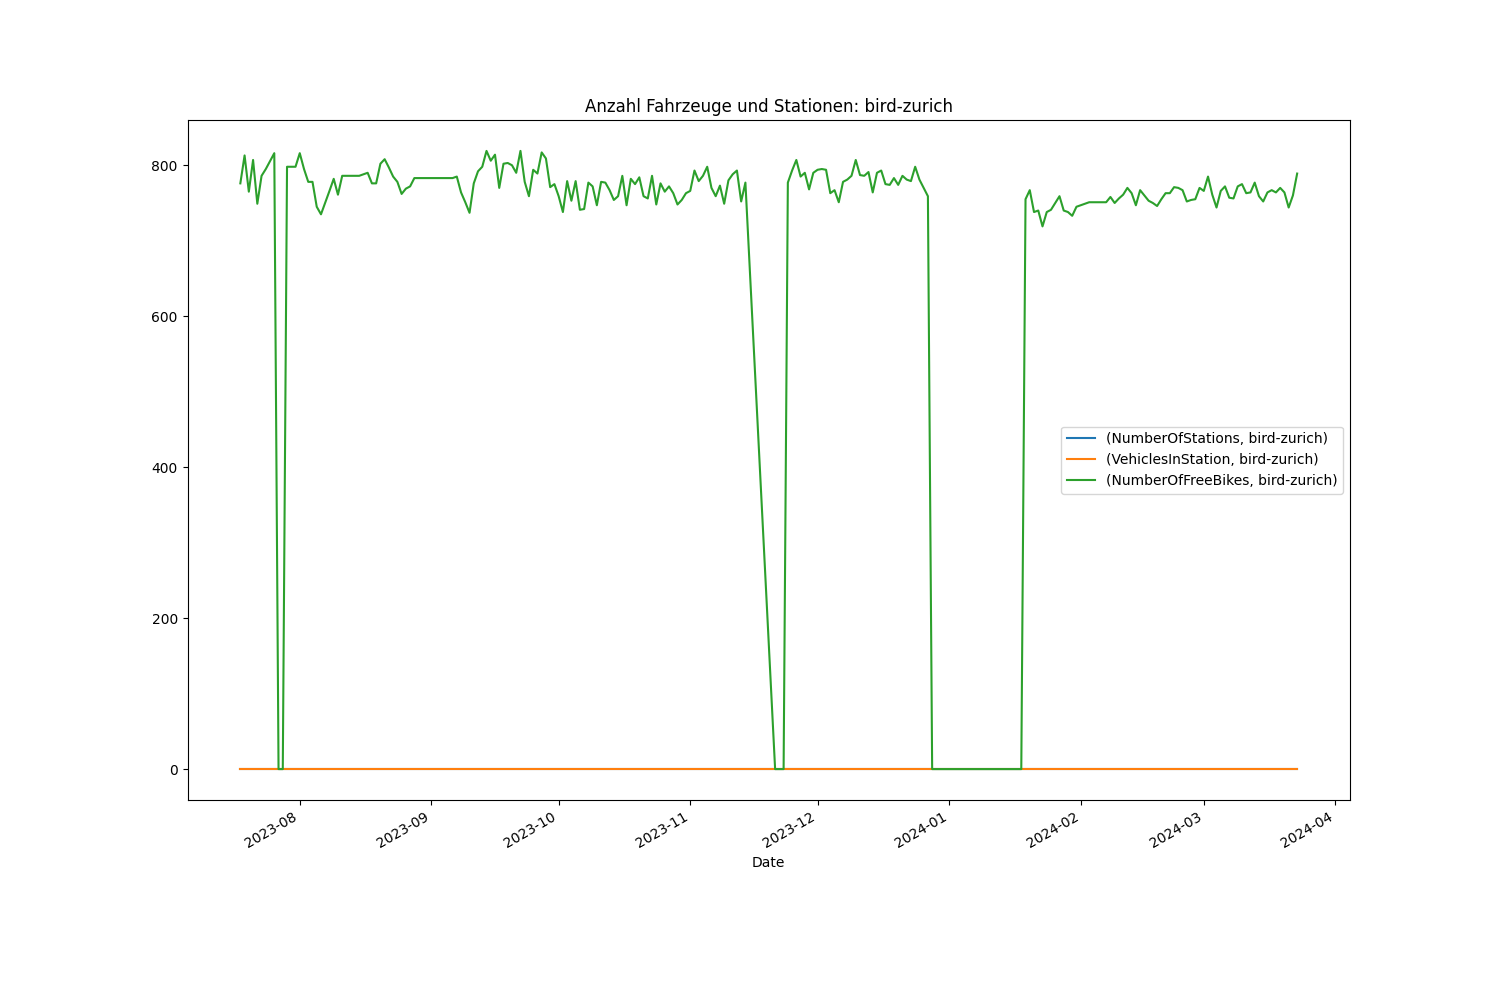 Anzahl Fahrzeuge und Stationen: bird-zurich
800
600
400
200
0
(NumberOfStations, bird-zurich)
(VehiclesInStation, bird-zurich)
(NumberOfFreeBikes, bird-zurich)
2023-08
2023-09
2023-10
2023-11
2023-12
2024-01
2024-02
2024-03
2024-04
Date